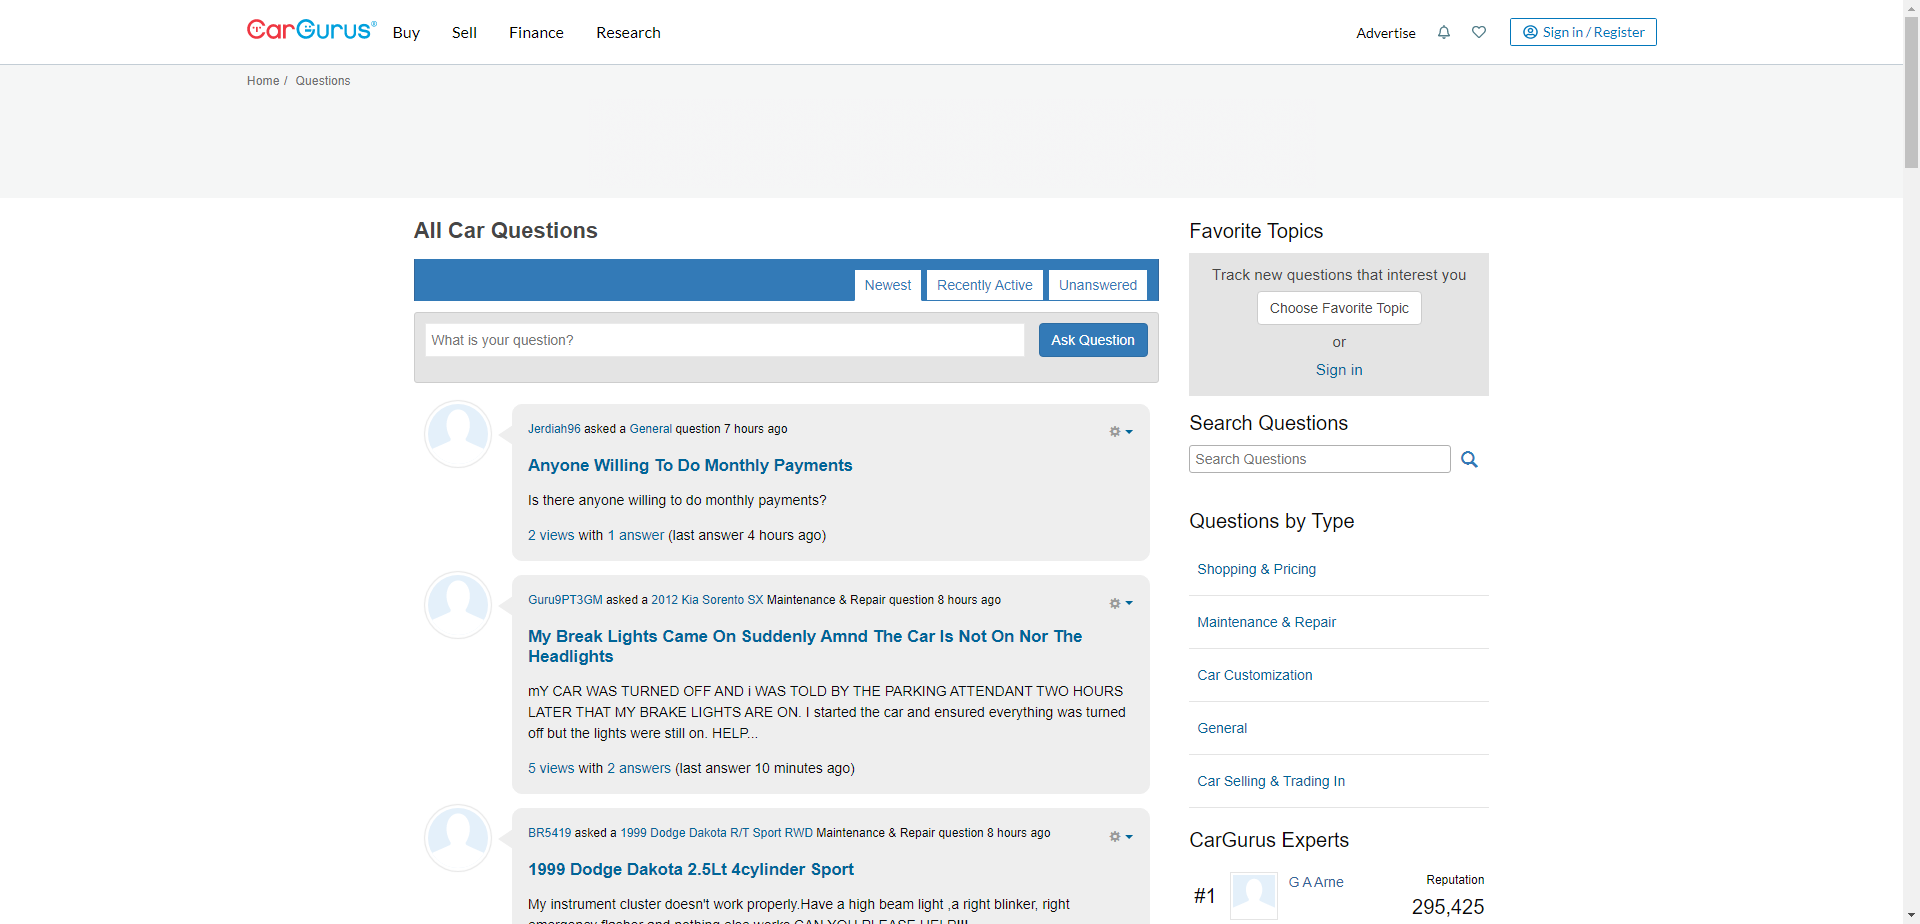 CarGurus®
Buy
Sell
Finance
Research
Advertise
Sign in / Register
Home / Questions
All Car Questions
Newest
Recently Active
Unanswered
What is your question?
Ask Question
Jerdiah96 asked a General question 7 hours ago
Anyone Willing To Do Monthly Payments
Is there anyone willing to do monthly payments?
2 views with 1 answer (last answer 4 hours ago)
Guru9PT3GM asked a 2012 Kia Sorento SX Maintenance & Repair question 8 hours ago
My Break Lights Came On Suddenly Amnd The Car Is Not On Nor The
Headlights
mY CAR WAS TURNED OFF AND i WAS TOLD BY THE PARKING ATTENDANT TWO HOURS
LATER THAT MY BRAKE LIGHTS ARE ON. I started the car and ensured everything was turned
off but the lights were still on. HELP...
5 views with 2 answers (last answer 10 minutes ago)
BR5419 asked a 1999 Dodge Dakota R/T Sport RWD Maintenance & Repair question 8 hours ago
1999 Dodge Dakota 2.5Lt 4cylinder Sport
My instrument cluster doesn't work properly.Have a high beam light ,a right blinker, right
emergency flasher and nothing else works CAN YOU PLEASE HELP!!!
Favorite Topics
Track new questions that interest you
Choose Favorite Topic
or
Sign in
Search Questions
Search Questions
Questions by Type
Shopping & Pricing
Maintenance & Repair
Car Customization
General
Car Selling & Trading In
CarGurus Experts
#1
G A Arne
Reputation
295,425